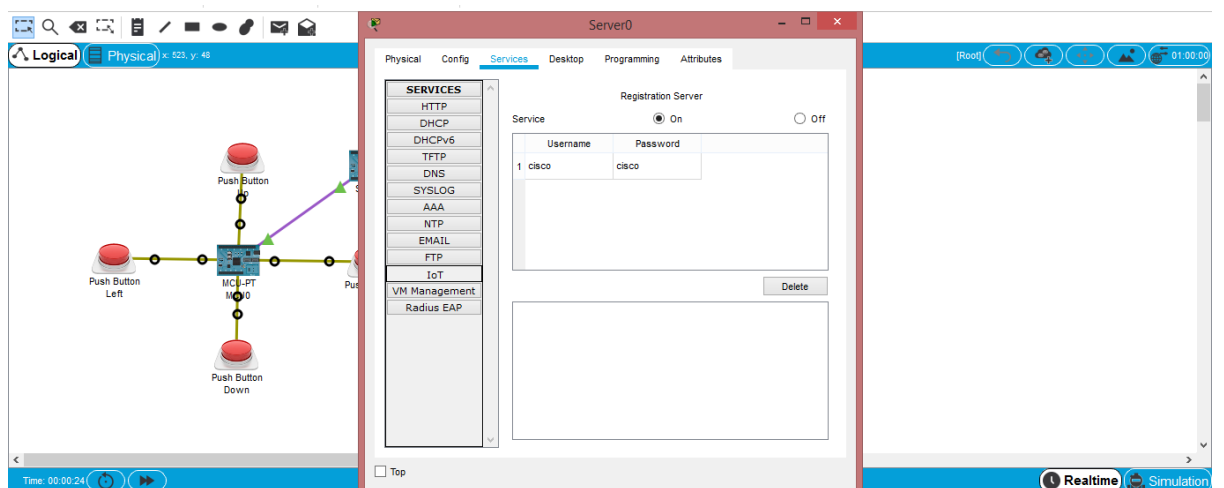 Server0
Logical
Physical
x: 523, y: 48
[Root]
01:00:00
Physical Config Services Desktop Programming Attributes
SERVICES
HTTP
DHCP
DHCPv6
TFTP
DNS
SYSLOG
AAA
NTP
EMAIL
FTP
IoT
VM Management
Radius EAP
Registration Server
Service On Off
Username Password
1 cisco cisco
Delete
Top
Push Button
Up
Push Button
Left
MCU-PT
Push Button
Down
Time: 00:00:24
Realtime
Simulation